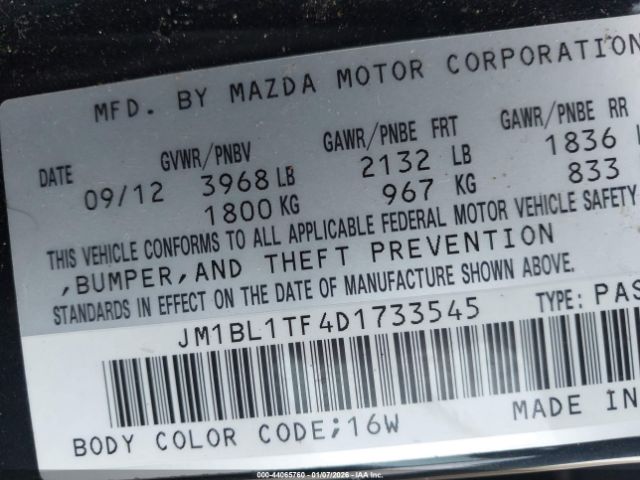 MFD. BY MAZDA MOTOR CORPORATION
DATE GVWR/PNBV GAWR/PNBE FRT GAWR/PNBE RR
09/12 3968 LB 2132 LB 1836
1800 KG 967 KG 833
THIS VEHICLE CONFORMS TO ALL APPLICABLE FEDERAL MOTOR VEHICLE SAFETY
,BUMPER,AND THEFT PREVENTION
STANDARDS IN EFFECT ON THE DATE OF MANUFACTURE SHOWN ABOVE.
JM1BL1TF4D1733545 TYPE: PAS
MADE IN
BODY COLOR CODE;16W
000-44065760 - 01/07/2026 - IAAI.COM